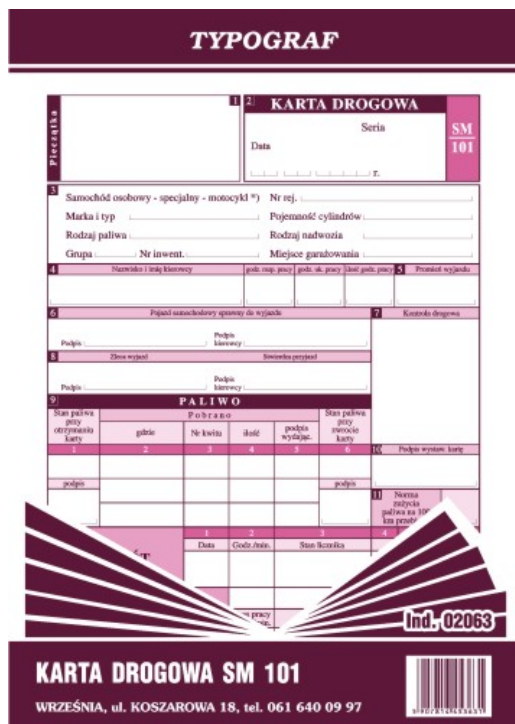 TYPOGRAF
Pieczątka
1
2 KARTA DROGOWA
Seria
SM
101
Data
r.
3
Samochód osobowy - specjalny - motocykl *) Nr rej.
Marka i typ Pojemność cylindrów
Rodzaj paliwa Rodzaj nadwozia
Grupa Nr inwent. Miejsce garażowania
4 Nazwisko i imię kierowcy godz. rozp. pracy godz. uk. pracy ilość godz. pracy 5 Promień wyjazdu
6 Pojazd samochodowy sprawny do wyjazdu 7 Kontrola drogowa
Podpis Podpis kierowcy
8 Zleca wyjazd Stwierdza przyjazd
Podpis Podpis kierowcy
9 PALIWO
Stan paliwa przy otrzymaniu karty
Pobrano
gdzie Nr kwitu ilość podpis wydając.
Stan paliwa przy zwrocie karty
1 2 3 4 5 6
10 Podpis wystaw. kartę
podpis podpis
11 Norma
zużycia
paliwa na 100
km
1 2 3 4
Data Godz./min. Stan licznika
pracy
Ind. 02063
KARTA DROGOWA SM 101
WRZEŚNIA, ul. KOSZAROWA 18, tel. 061 640 09 97